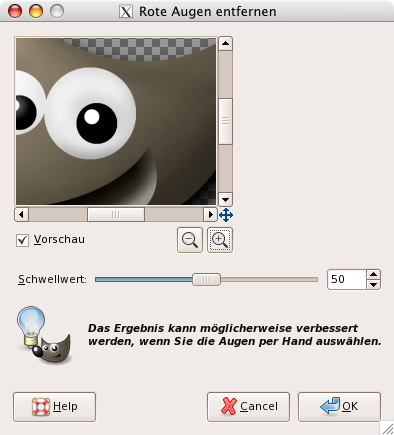 Rote Augen entfernen
Vorschau
Schwellwert:
50
Das Ergebnis kann möglicherweise verbessert
werden, wenn Sie die Augen per Hand auswählen.
Help
Cancel
OK